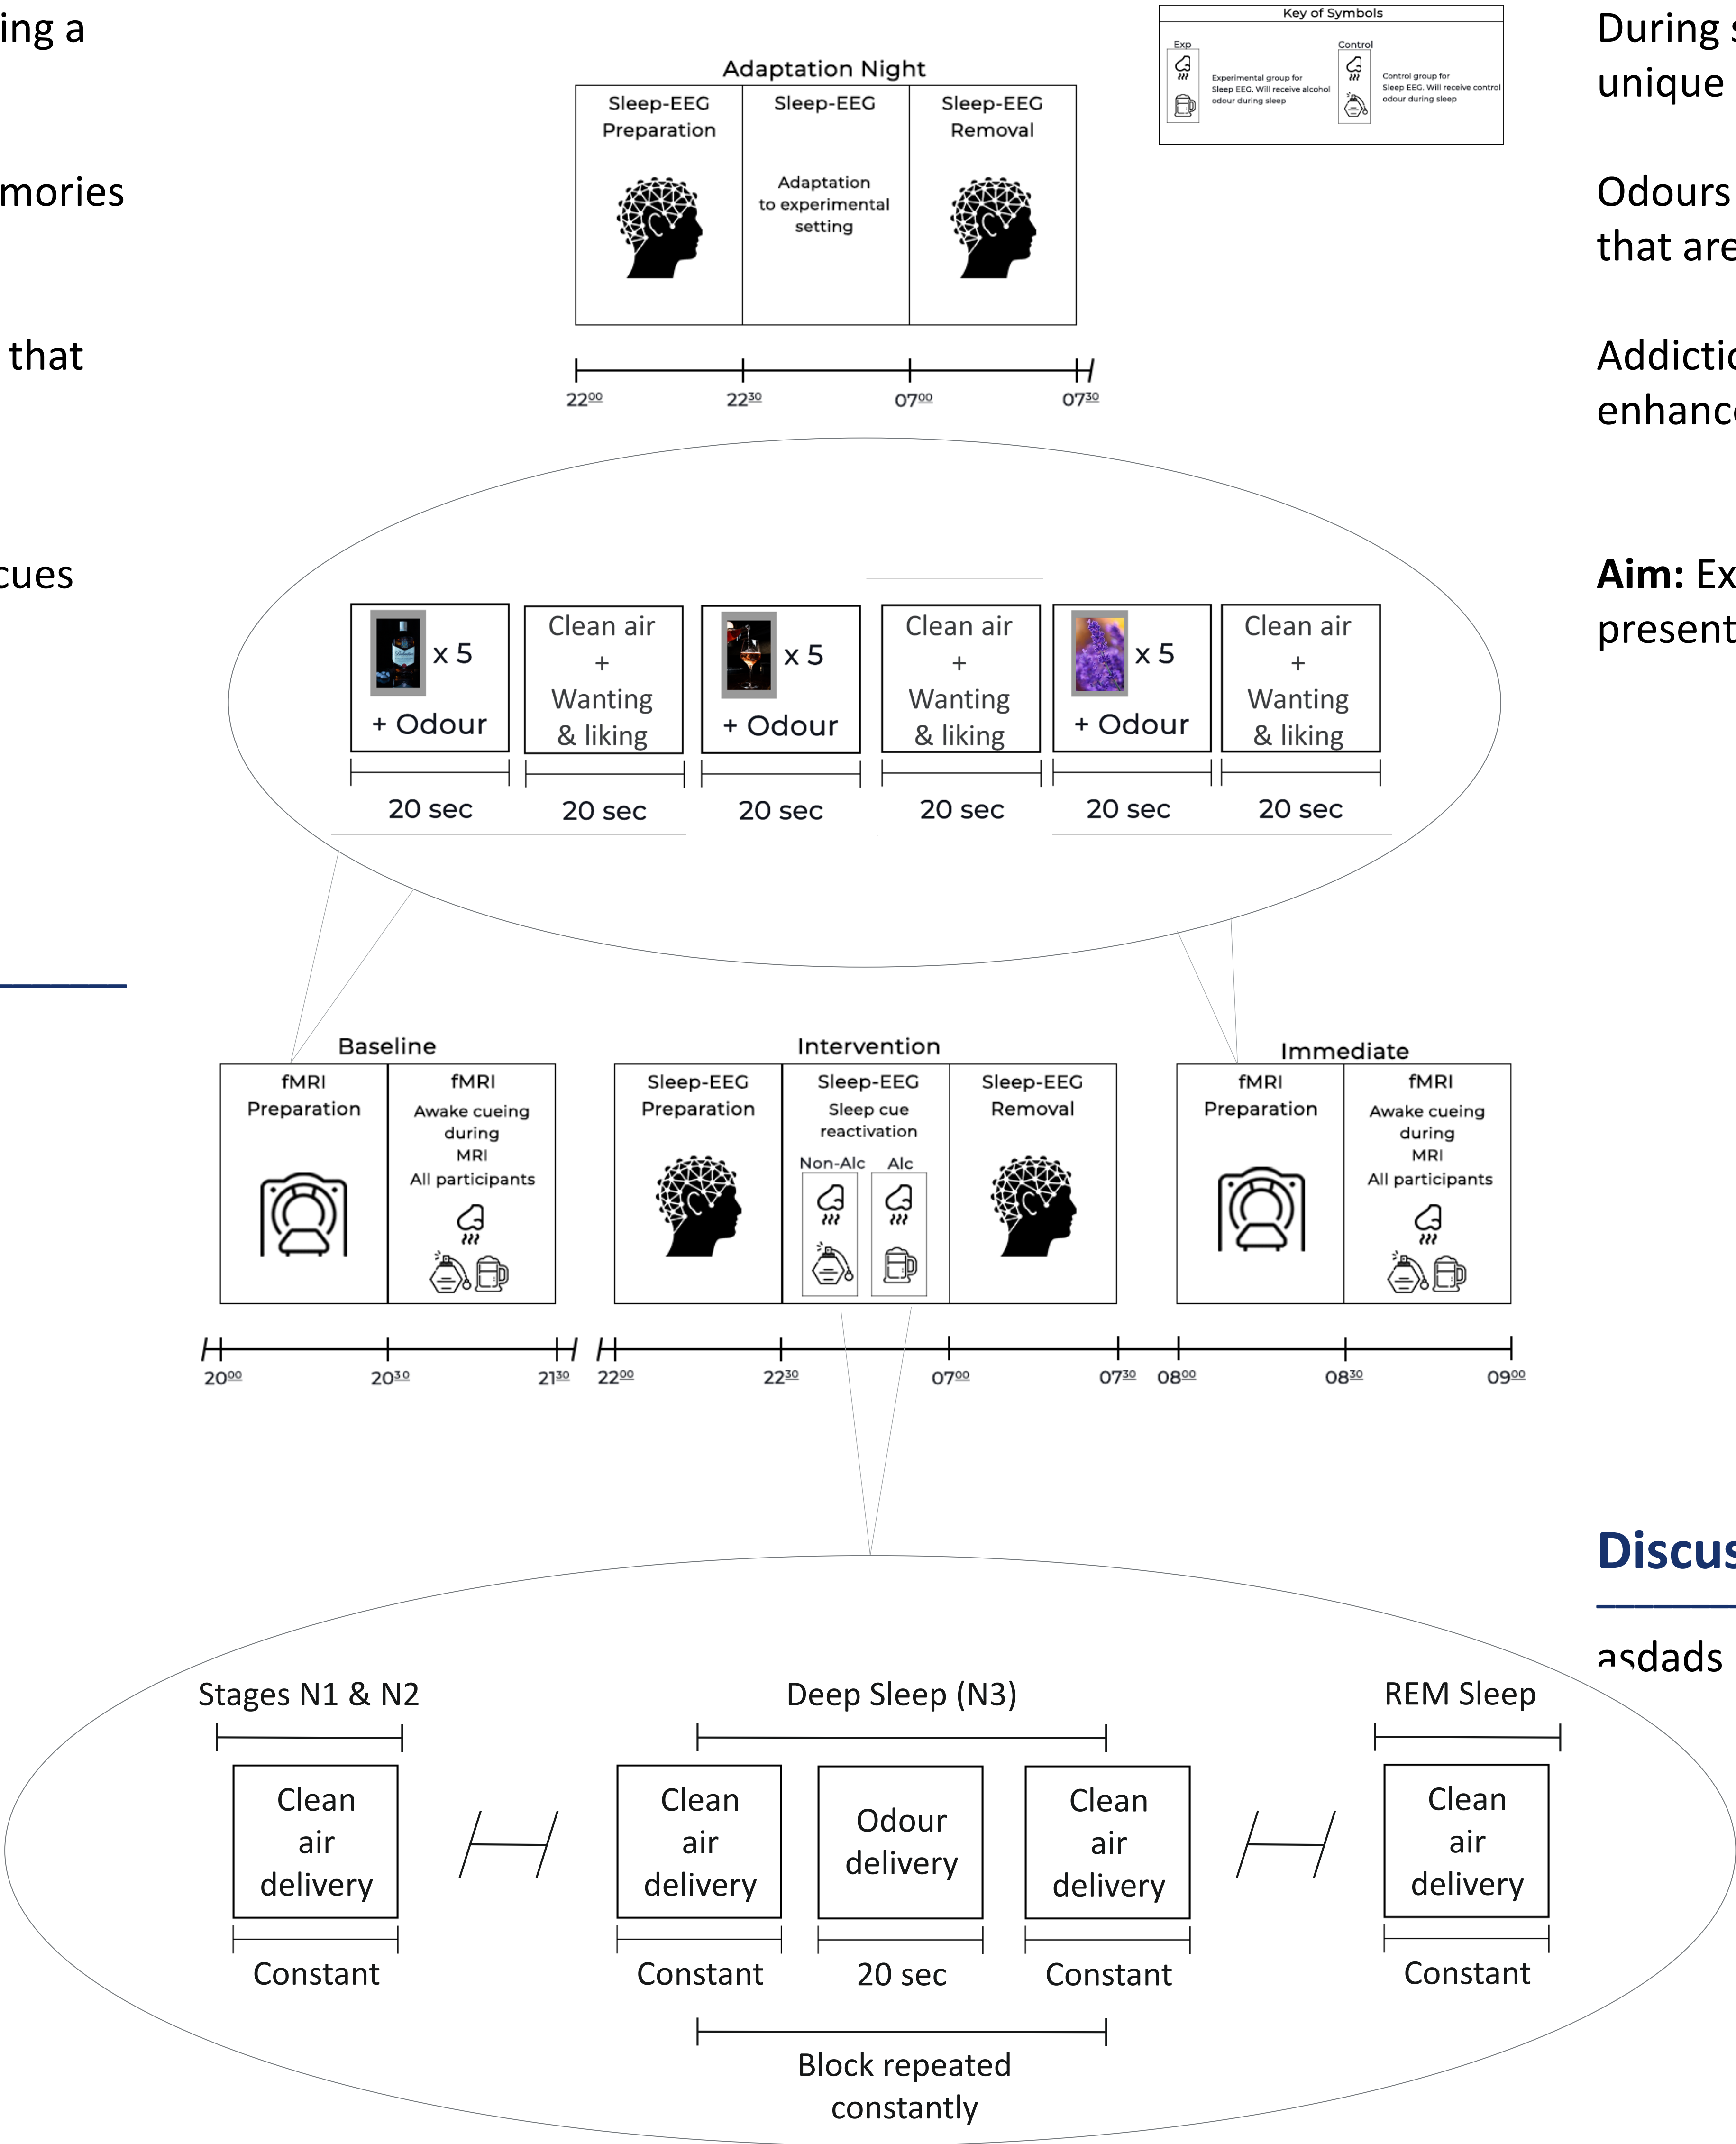 ing a
mories
that
cues
Adaptation Night
Sleep-EEG
Preparation
Sleep-EEG
Adaptation
to experimental
setting
Sleep-EEG
Removal
2200
2230
0700
0730
Key of Symbols
Exp
Experimental group for
Sleep EEG. Will receive alcohol
odour during sleep
Control
Control group for
Sleep EEG. Will receive control
odour during sleep
During
unique
Odours
that are
Addictio
enhance
Aim: Ex
present
x 5
+ Odour
20 sec
Clean air
+
Wanting
& liking
20 sec
x 5
+ Odour
20 sec
Clean air
+
Wanting
& liking
20 sec
x 5
+ Odour
20 sec
Clean air
+
Wanting
& liking
20 sec
Baseline
fMRI
Preparation
fMRI
Awake cueing
during
MRI
All participants
2000
2030
2130
Intervention
Sleep-EEG
Preparation
Sleep-EEG
Sleep cue
reactivation
Non-Alc Alc
Sleep-EEG
Removal
2200
2230
0700
0730
Immediate
fMRI
Preparation
fMRI
Awake cueing
during
MRI
All participants
0800
0830
0900
Discus
asdads
Stages N1 & N2
Clean
air
delivery
Constant
Deep Sleep (N3)
Clean
air
delivery
Constant
Odour
delivery
20 sec
Clean
air
delivery
Constant
Block repeated
constantly
REM Sleep
Clean
air
delivery
Constant